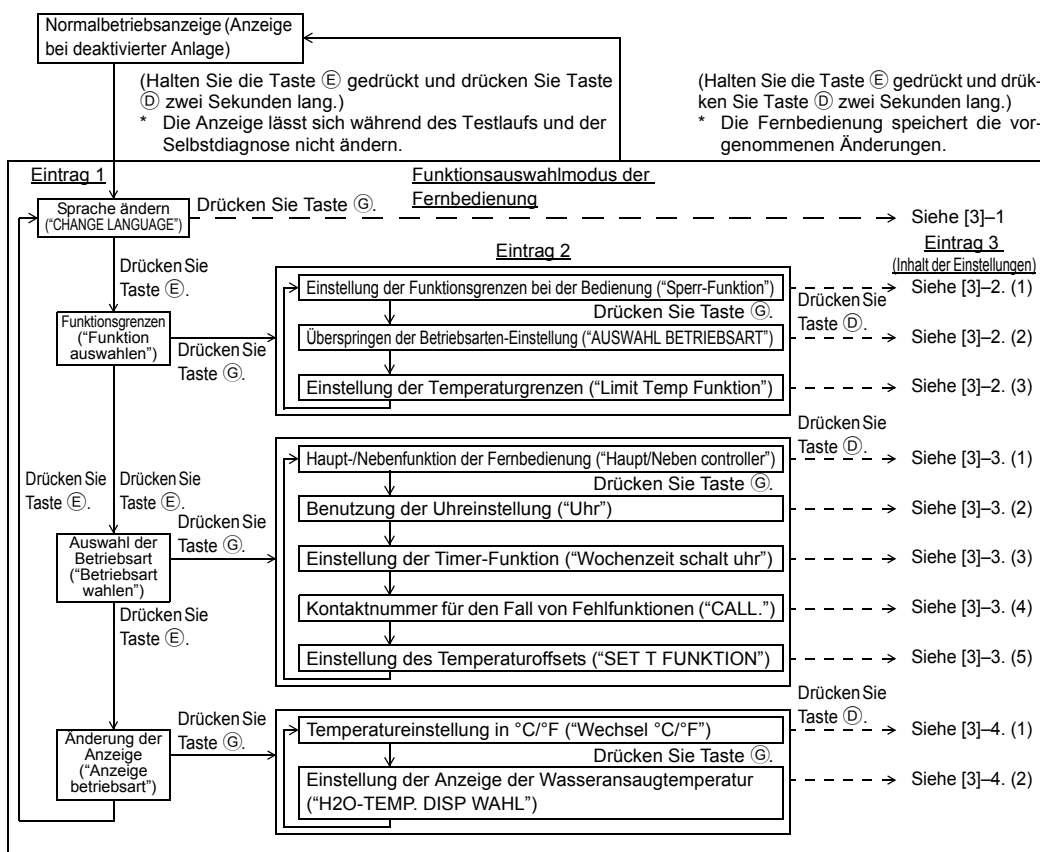 Normalbetriebsanzeige (Anzeige
bei deaktivierter Anlage)
(Halten Sie die Taste Ⓔ gedrückt und drücken Sie Taste
Ⓓ zwei Sekunden lang.)
* Die Anzeige lässt sich während des Testlaufs und der
Selbstdiagnose nicht ändern.
(Halten Sie die Taste Ⓔ gedrückt und drük-
ken Sie Taste Ⓓ zwei Sekunden lang.)
* Die Fernbedienung speichert die vor-
genommenen Änderungen.
Eintrag 1
Funktionsauswahlmodus der
Fernbedienung
Sprache ändern
("CHANGE LANGUAGE")
Drücken Sie Taste Ⓖ.
Siehe [3]–1
Eintrag 2
Eintrag 3
(Inhalt der Einstellungen)
Drücken Sie
Taste Ⓔ.
Einstellung der Funktionsgrenzen bei der Bedienung ("Sperr-Funktion")
Siehe [3]–2. (1)
Drücken Sie Taste Ⓖ.
Drücken Sie
Taste Ⓓ.
Funktionsgrenzen
("Funktion
auswahlen")
Drücken Sie
Taste Ⓖ.
Überspringen der Betriebsarten-Einstellung ("AUSWAHL BETRIEBSART")
Siehe [3]–2. (2)
Einstellung der Temperaturgrenzen ("Limit Temp Funktion")
Siehe [3]–2. (3)
Drücken Sie
Taste Ⓓ.
Haupt-/Nebenfunktion der Fernbedienung ("Haupt/Neben controller")
Siehe [3]–3. (1)
Drücken Sie Taste Ⓖ.
Drücken Sie
Taste Ⓔ.
Drücken Sie
Taste Ⓔ.
Benutzung der Uhreinstellung ("Uhr")
Siehe [3]–3. (2)
Drücken Sie
Taste Ⓖ.
Auswahl der
Betriebsart
("Betriebsart
wahlen")
Einstellung der Timer-Funktion ("Wochenzeit schalt uhr")
Siehe [3]–3. (3)
Kontaktnummer für den Fall von Fehlfunktionen ("CALL.")
Siehe [3]–3. (4)
Drücken Sie
Taste Ⓔ.
Einstellung des Temperaturoffsets ("SET T FUNKTION")
Siehe [3]–3. (5)
Drücken Sie
Taste Ⓓ.
Drücken Sie
Taste Ⓖ.
Temperatureinstellung in °C/°F ("Wechsel °C/°F")
Siehe [3]–4. (1)
Änderung der
Anzeige
("Anzeige
betriebsart")
Drücken Sie Taste Ⓖ.
Einstellung der Anzeige der Wasseransaugtemperatur
("H2O-TEMP. DISP WAHL")
Siehe [3]–4. (2)